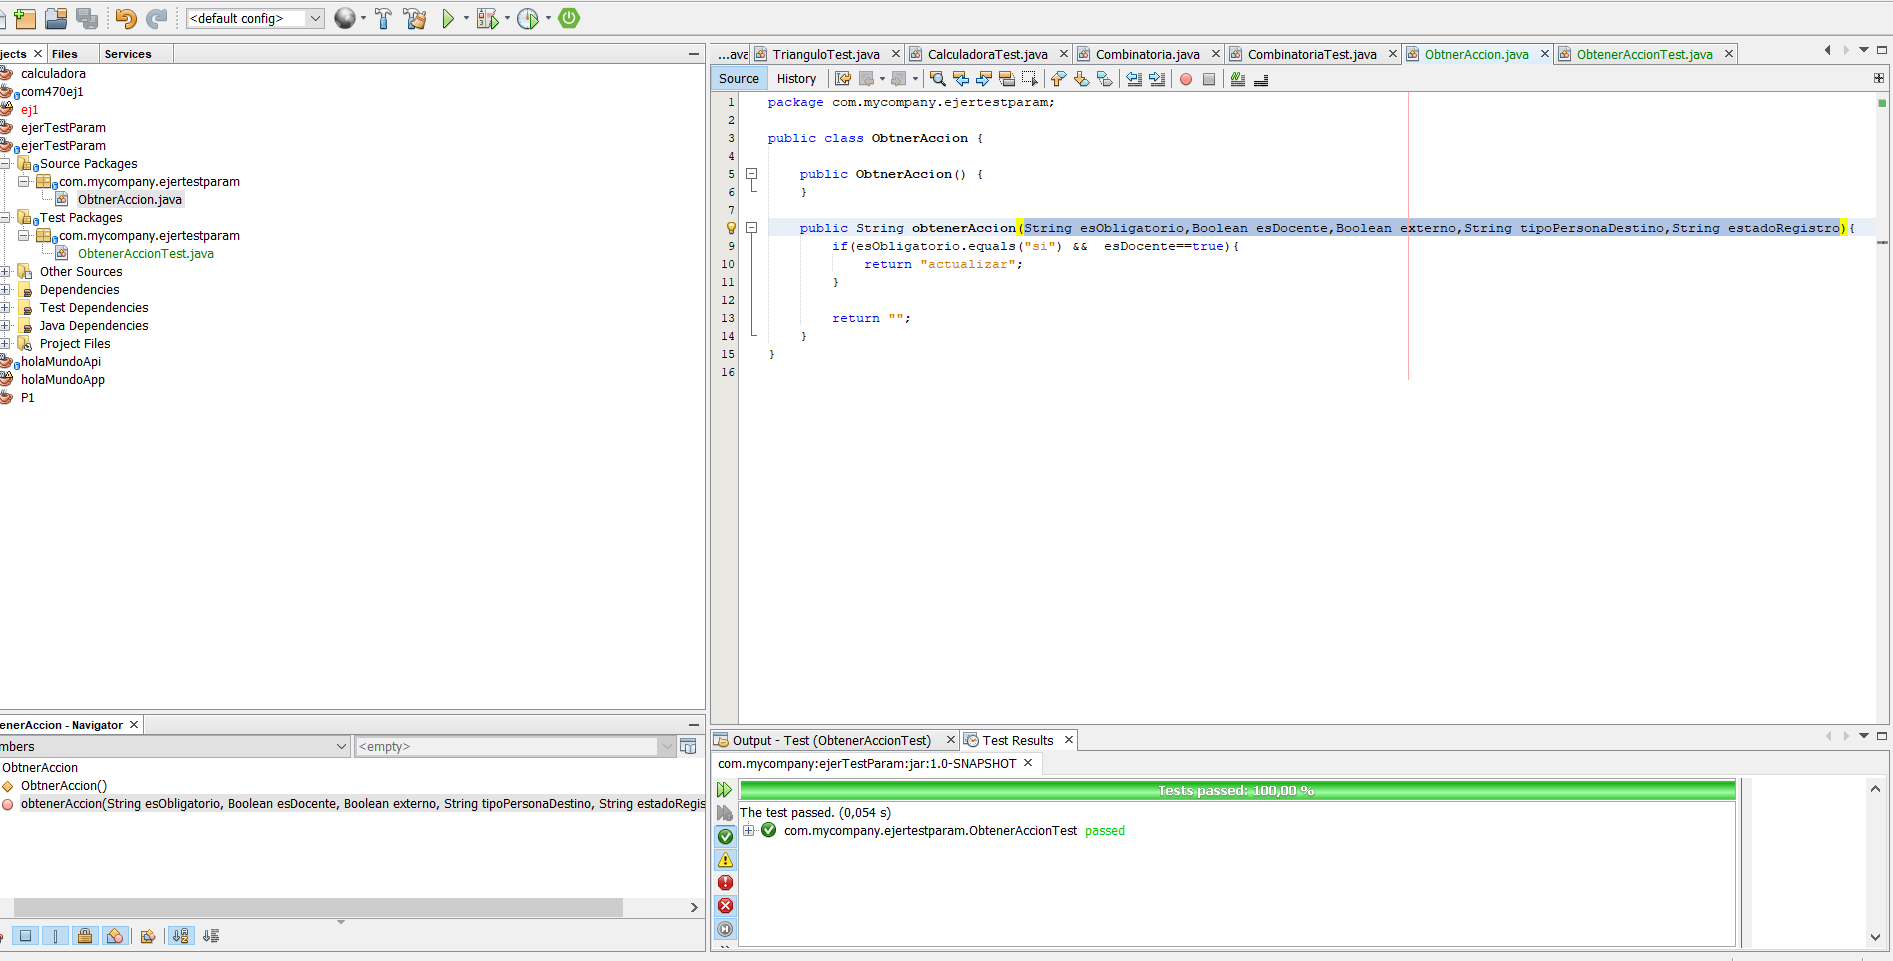 <default config>
jects Files Services
calculadora
com470ej1
ej1
ejerTestParam
ejerTestParam
Source Packages
com.mycompany.ejertestparam
ObtnerAccion.java
Test Packages
com.mycompany.ejertestparam
ObtenerAccionTest.java
Other Sources
Dependencies
Test Dependencies
Java Dependencies
Project Files
holaMundoApi
holaMundoApp
P1
enerAccion - Navigator
mbers <empty>
ObtnerAccion
ObtnerAccion()
obtenerAccion(String esObligatorio, Boolean esDocente, Boolean externo, String tipoPersonaDestino, String estadoRegis
...ava TrianguloTest.java CalculadoraTest.java Combinatoria.java CombinatoriaTest.java ObtnerAccion.java ObtenerAccionTest.java
Source History
1 package com.mycompany.ejertestparam;
2
3 public class ObtnerAccion {
4
5 public ObtnerAccion() {
6 }
7
public String obtenerAccion(String esObligatorio,Boolean esDocente,Boolean externo,String tipoPersonaDestino,String estadoRegistro){
9 if(esObligatorio.equals("si") && esDocente==true){
10 return "actualizar";
11 }
12
13 return "";
14 }
15 }
16
Output - Test (ObtenerAccionTest) Test Results
com.mycompany:ejerTestParam:jar:1.0-SNAPSHOT
Tests passed: 100,00 %
The test passed. (0,054 s)
com.mycompany.ejertestparam.ObtenerAccionTest passed